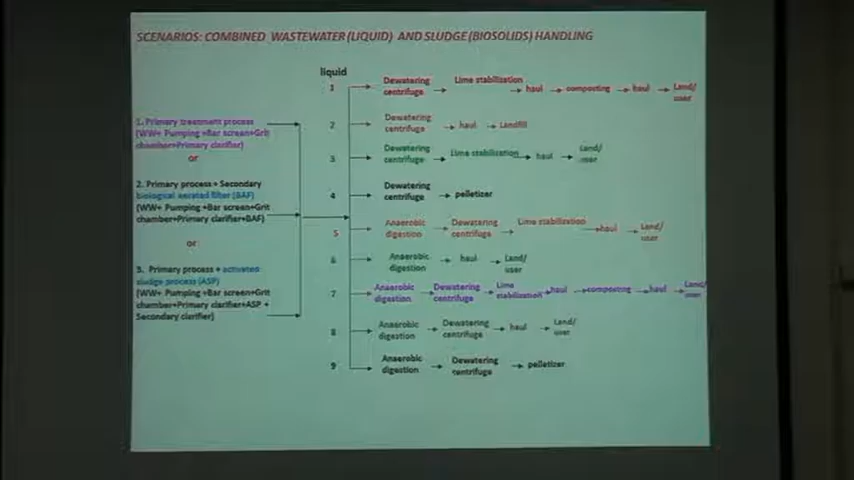 SCENARIOS: COMBINED WASTEWATER (LIQUID) AND SLUDGE (BIOSOLIDS) HANDLING
liquid
1. Primary treatment process
(WW+ Pumping +Bar screen+Grit
chamber+Primary clarifier)
or
2. Primary process + Secondary
biological aerated filter (BAF)
(WW+ Pumping +Bar screen+Grit
chamber+Primary clarifier+BAF)
or
3. Primary process + activated
sludge process (ASP)
(WW+ Pumping +Bar screen+Grit
chamber+Primary clarifier+ASP +
Secondary clarifier)
1 Dewatering centrifuge → Lime stabilization → haul → composting → haul → Land/ user
2 Dewatering centrifuge → haul → Landfill
3 Dewatering centrifuge → Lime stabilization → haul → Land/ user
4 Dewatering centrifuge → pelletizer
5 Anaerobic digestion → Dewatering centrifuge → Lime stabilization → haul → Land/ user
6 Anaerobic digestion → haul → Land/ user
7 Anaerobic digestion → Dewatering centrifuge → Lime stabilization → haul → composting → haul → Land/ user
8 Anaerobic digestion → Dewatering centrifuge → haul → Land/ user
9 Anaerobic digestion → Dewatering centrifuge → pelletizer